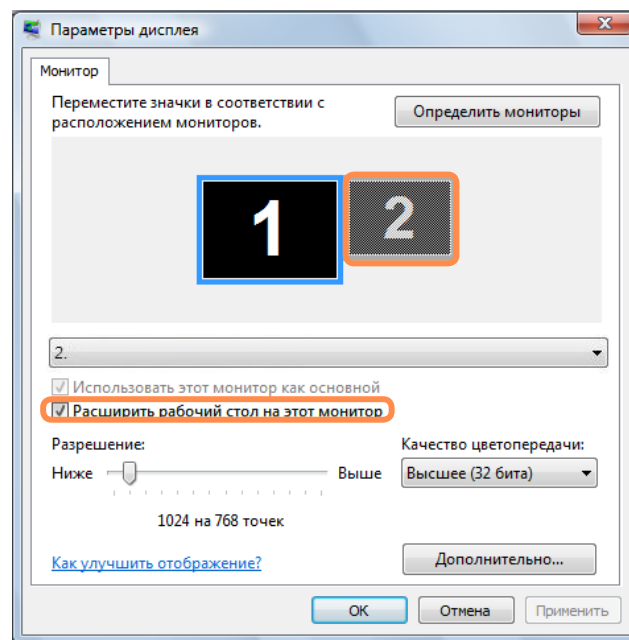 Параметры дисплея
Монитор
Переместите значки в соответствии с
расположением мониторов.
Определить мониторы
1
2
2.
Использовать этот монитор как основной
Расширить рабочий стол на этот монитор
Разрешение:
Ниже
Выше
1024 на 768 точек
Качество цветопередачи:
Высшее (32 бита)
Как улучшить отображение?
Дополнительно...
ОК
Отмена
Применить